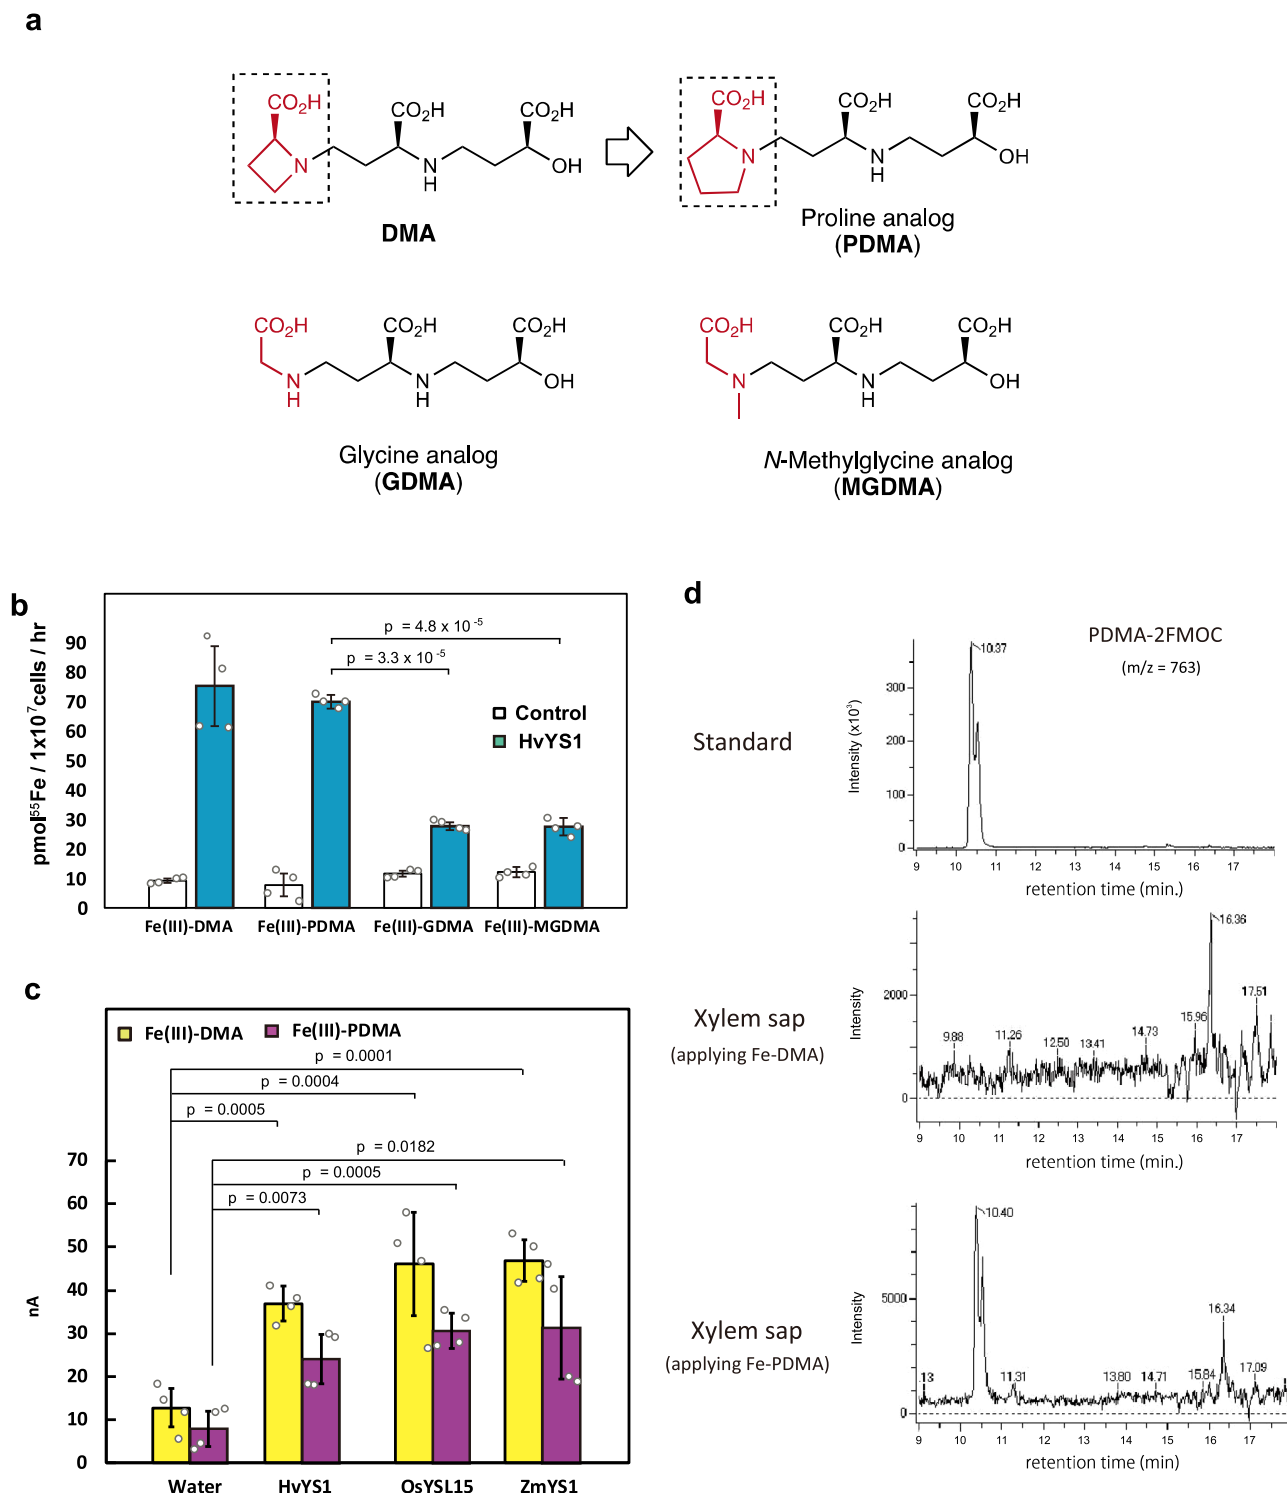 a
CO₂H
CO₂H
CO₂H
N
N
H
OH
DMA
CO₂H
CO₂H
CO₂H
N
N
H
OH
Proline analog
(PDMA)
CO₂H
CO₂H
CO₂H
N
H
N
H
OH
Glycine analog
(GDMA)
CO₂H
CO₂H
CO₂H
N
N
H
OH
N-Methylglycine analog
(MGDMA)
b
pmol⁵⁵Fe / 1x10⁷cells / hr
90
80
70
60
50
40
30
20
10
0
p = 4.8 x 10⁻⁵
p = 3.3 x 10⁻⁵
Control
HvYS1
Fe(III)-DMA Fe(III)-PDMA Fe(III)-GDMA Fe(III)-MGDMA
c
Fe(III)-DMA Fe(III)-PDMA
p = 0.0001
p = 0.0004
p = 0.0005
p = 0.0182
p = 0.0005
p = 0.0073
nA
70
60
50
40
30
20
10
0
Water HvYS1 OsYSL15 ZmYS1
d
Standard
PDMA-2FMOC
(m/z = 763)
Intensity (x10³)
300
200
100
0
10.37
9 10 11 12 13 14 15 16 17
retention time (min.)
Xylem sap
(applying Fe-DMA)
Intensity
2000
0
9.88
11.26
12.50
13.41
14.73
15.96
16.36
17.51
9 10 11 12 13 14 15 16 17
retention time (min.)
Xylem sap
(applying Fe-PDMA)
Intensity
5000
0
13
10.40
11.31
13.80
14.71
15.84
16.34
17.09
9 10 11 12 13 14 15 16 17
retention time (min)